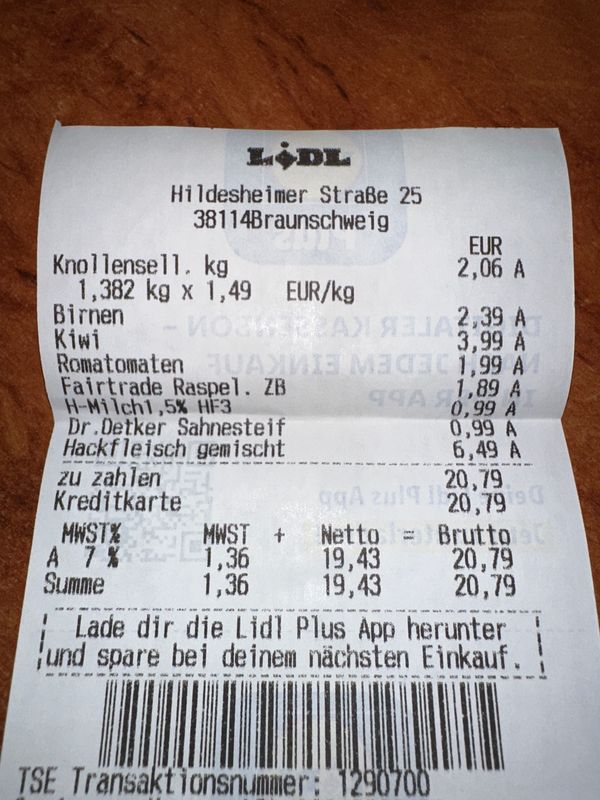 LiDL
Hildesheimer Straße 25
38114Braunschweig
EUR
Knollensell. kg 2,06 A
1,382 kg x 1,49 EUR/kg
Birnen 2,39 A
Kiwi 3,99 A
Romatomaten 1,99 A
Fairtrade Raspel. ZB 1,89 A
H-Milch1,5% HF3 0,99 A
Dr.Oetker Sahnesteif 0,99 A
Hackfleisch gemischt 6,49 A
zu zahlen 20,79
Kreditkarte 20,79
MWST% MWST + Netto = Brutto
A 7 % 1,36 19,43 20,79
Summe 1,36 19,43 20,79
Lade dir die Lidl Plus App herunter
und spare bei deinem nächsten Einkauf.
TSE Transaktionsnummer: 1290700